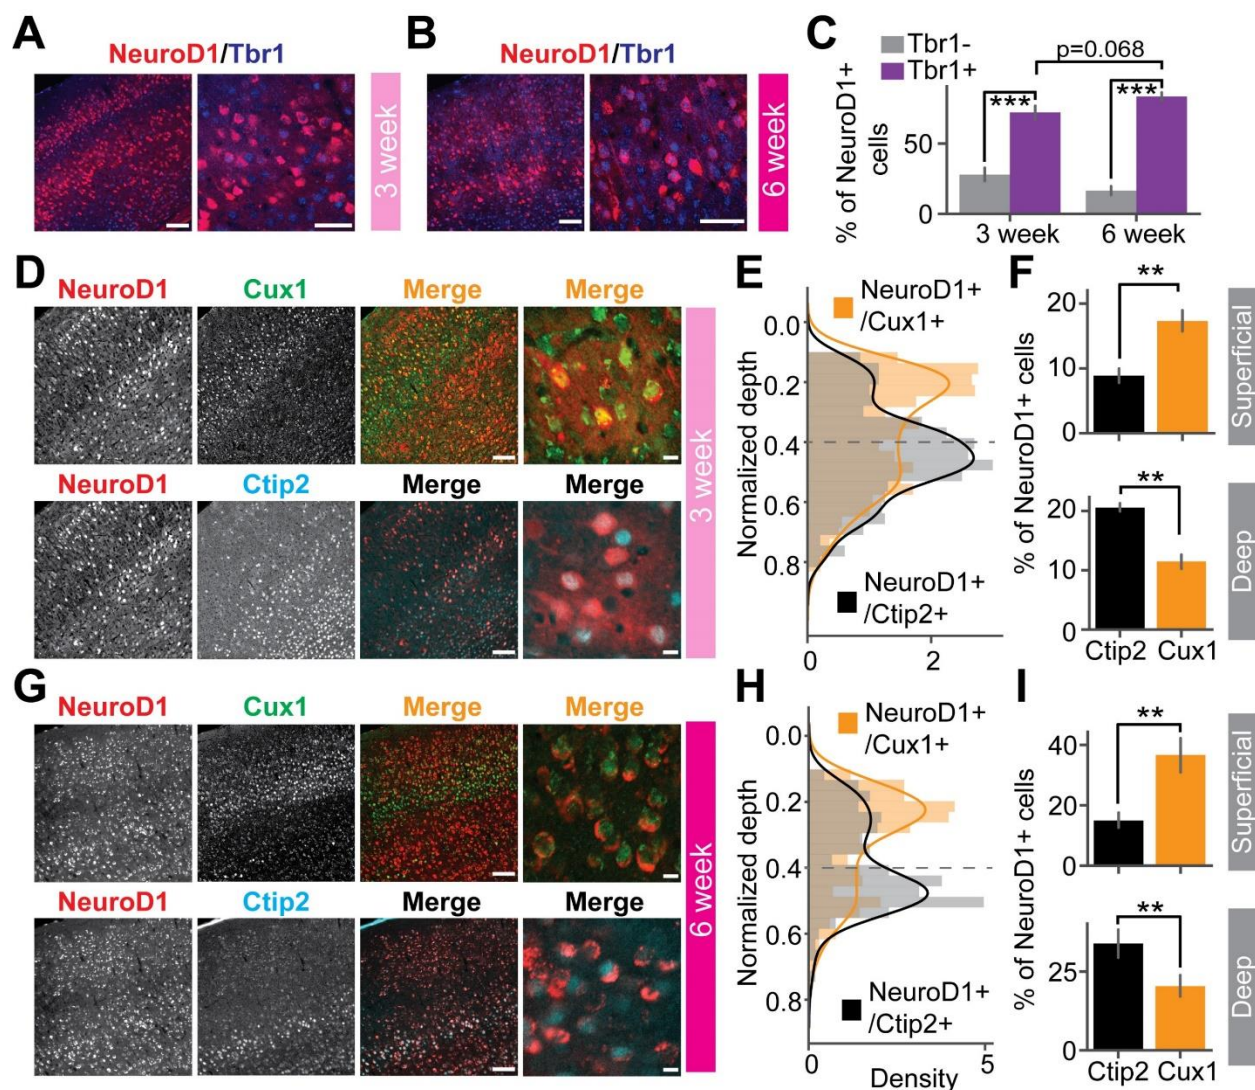 A
NeuroD1/Tbr1
3 week
B
NeuroD1/Tbr1
6 week
C
Tbr1-
Tbr1+
p=0.068
***
***
% of NeuroD1+
cells
50
0
3 week
6 week
D
NeuroD1
Cux1
Merge
Merge
NeuroD1
Ctip2
Merge
Merge
3 week
E
NeuroD1+
/Cux1+
Normalized depth
0.0
0.2
0.4
0.6
0.8
NeuroD1+
/Ctip2+
0
2
F
**
20
10
0
Superficial
% of NeuroD1+ cells
**
20
10
0
Deep
Ctip2
Cux1
G
NeuroD1
Cux1
Merge
Merge
NeuroD1
Ctip2
Merge
Merge
6 week
H
NeuroD1+
/Cux1+
Normalized depth
0.0
0.2
0.4
0.6
0.8
NeuroD1+
/Ctip2+
0
5
Density
I
**
40
20
0
Superficial
% of NeuroD1+ cells
**
25
0
Deep
Ctip2
Cux1